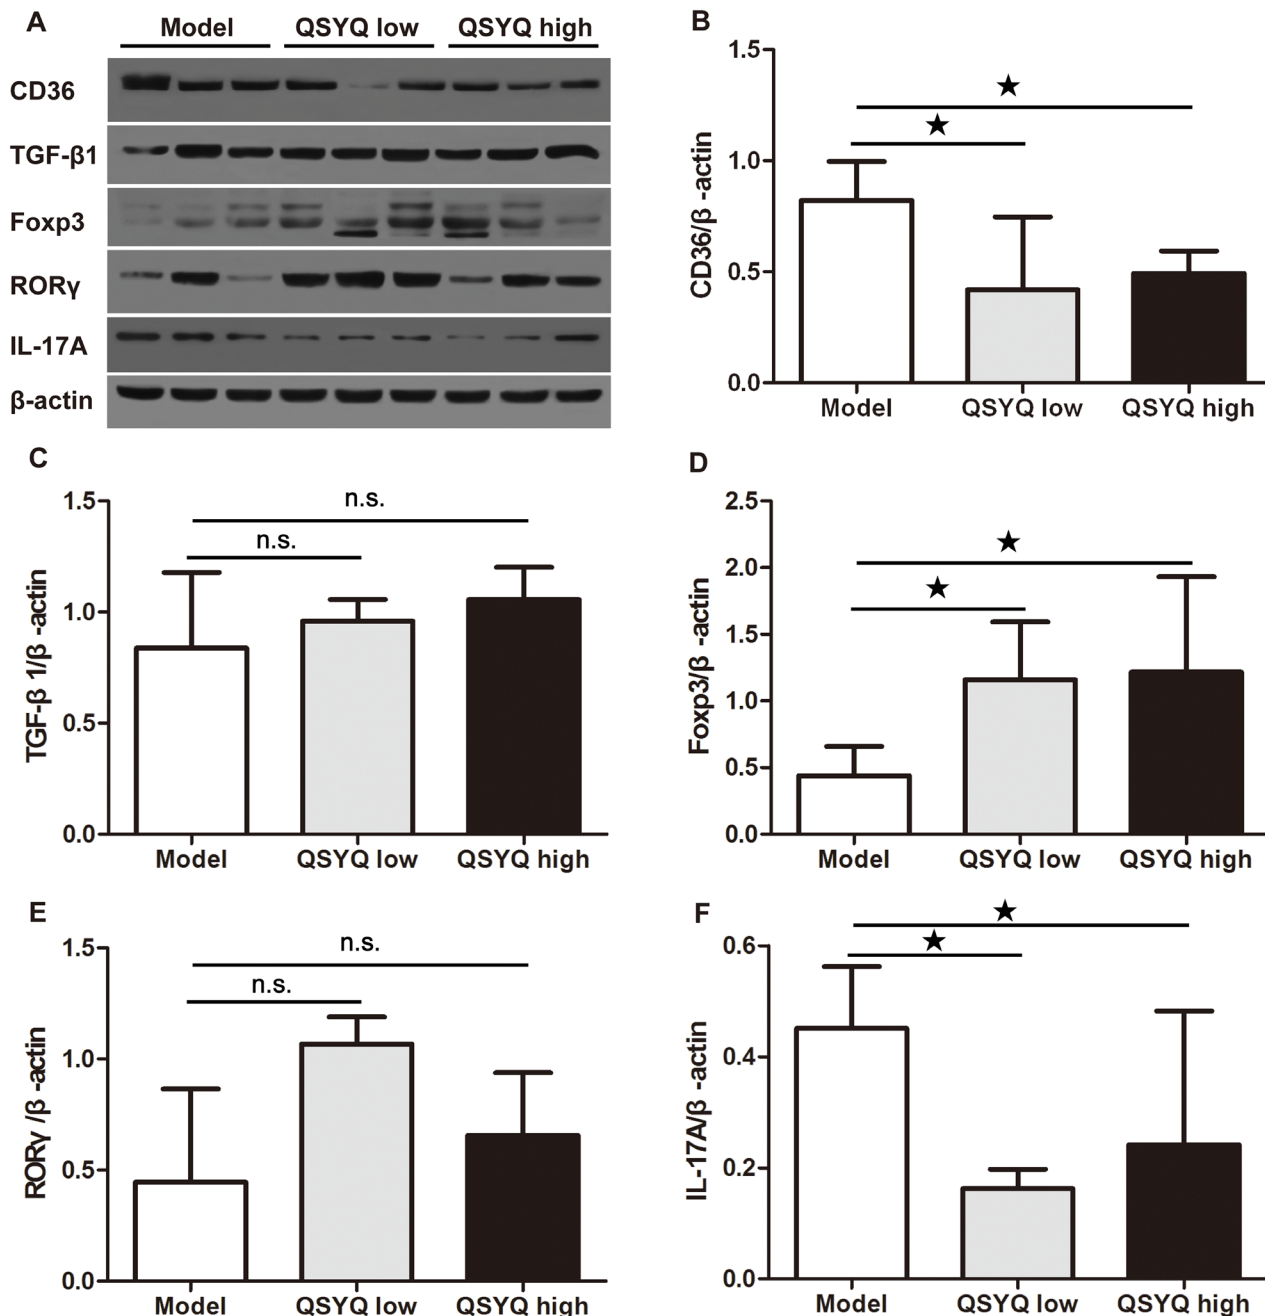 A
Model QSYQ low QSYQ high
CD36
TGF-β1
Foxp3
RORγ
IL-17A
β-actin
B
CD36/β -actin
1.5
1.0
0.5
0.0
★
★
Model QSYQ low QSYQ high
C
TGF-β 1/β -actin
1.5
1.0
0.5
0.0
n.s.
n.s.
Model QSYQ low QSYQ high
D
Foxp3/β -actin
2.5
2.0
1.5
1.0
0.5
0.0
★
★
Model QSYQ low QSYQ high
E
RORγ /β -actin
1.5
1.0
0.5
0.0
n.s.
n.s.
Model QSYQ low QSYQ high
F
IL-17A/β -actin
0.6
0.4
0.2
0.0
★
★
Model QSYQ low QSYQ high